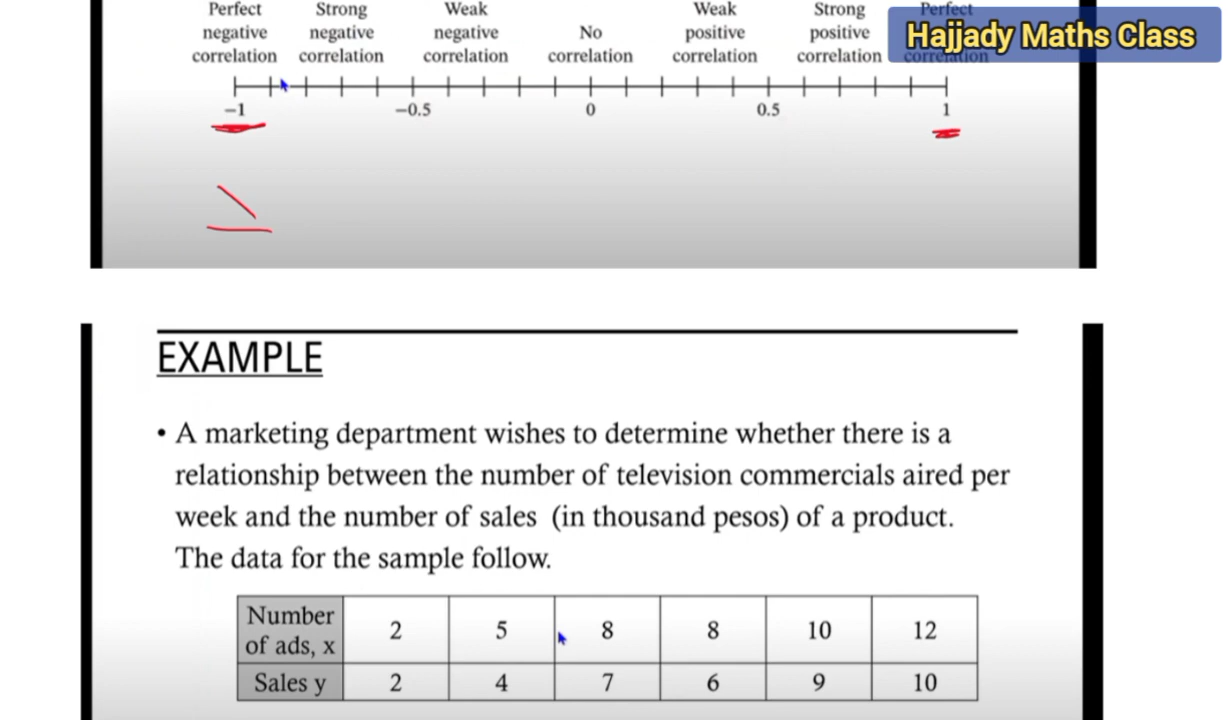 Perfect negative correlation
Strong negative correlation
Weak negative correlation
No correlation
Weak positive correlation
Strong positive correlation
Perfect correlation
Hajjady Maths Class
−1
−0.5
0
0.5
1
EXAMPLE
• A marketing department wishes to determine whether there is a
relationship between the number of television commercials aired per
week and the number of sales (in thousand pesos) of a product.
The data for the sample follow.
Number of ads, x 2 5 8 8 10 12
Sales y 2 4 7 6 9 10